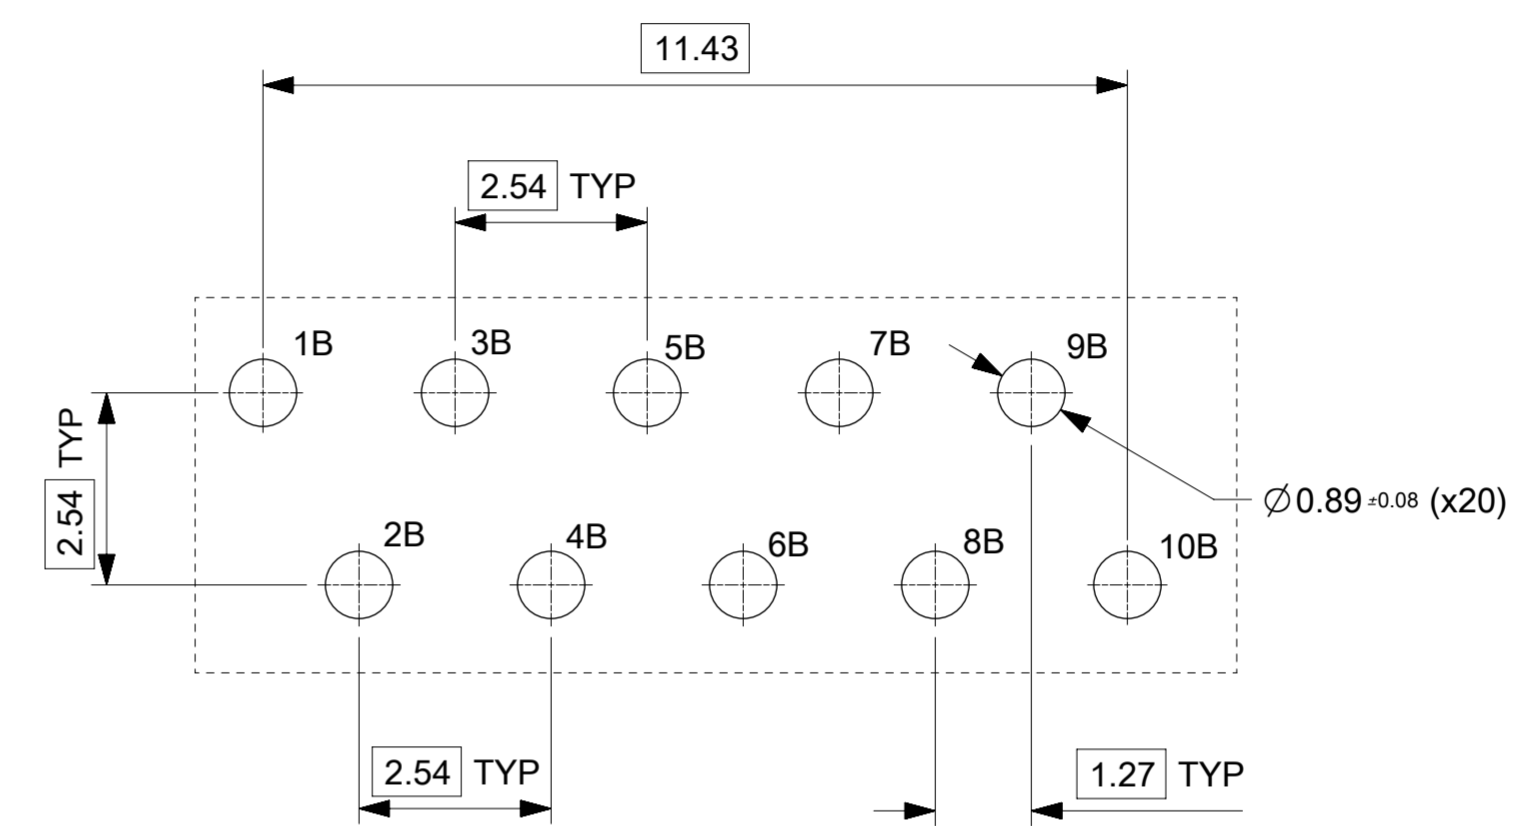 11.43
2.54 TYP
1B
3B
5B
7B
9B
2.54 TYP
Ø0.89 ±0.08 (x20)
2B
4B
6B
8B
10B
2.54 TYP
1.27 TYP